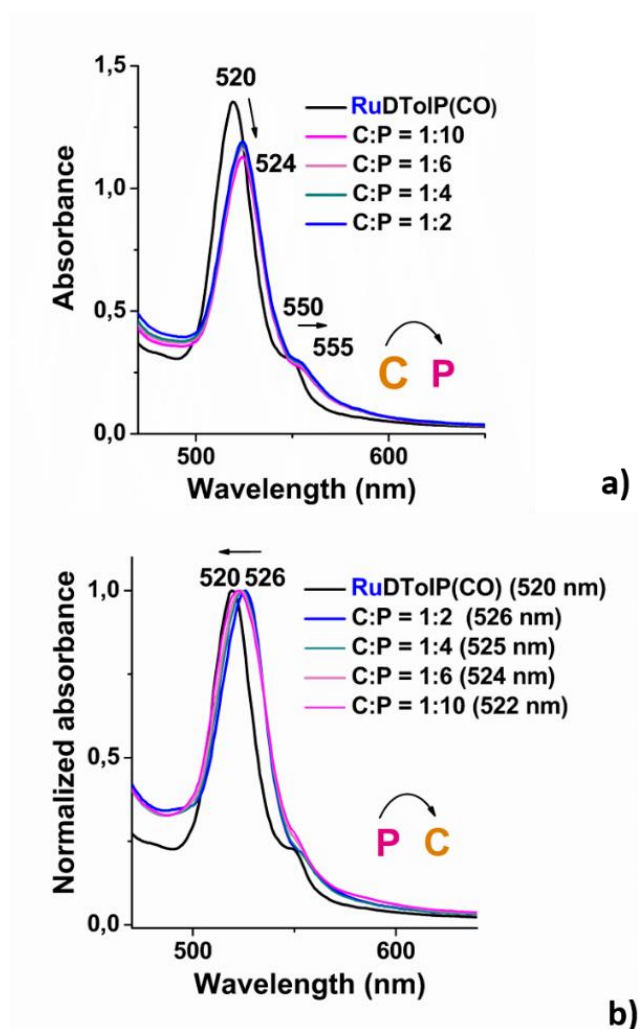 1,5
520
RuDTolP(CO)
C:P = 1:10
C:P = 1:6
C:P = 1:4
C:P = 1:2
524
1,0
Absorbance
0,5
550
555
C P
0,0
500
600
Wavelength (nm)
a)
1,0
520 526
RuDTolP(CO) (520 nm)
C:P = 1:2 (526 nm)
C:P = 1:4 (525 nm)
C:P = 1:6 (524 nm)
C:P = 1:10 (522 nm)
Normalized absorbance
0,5
P C
0,0
500
600
Wavelength (nm)
b)